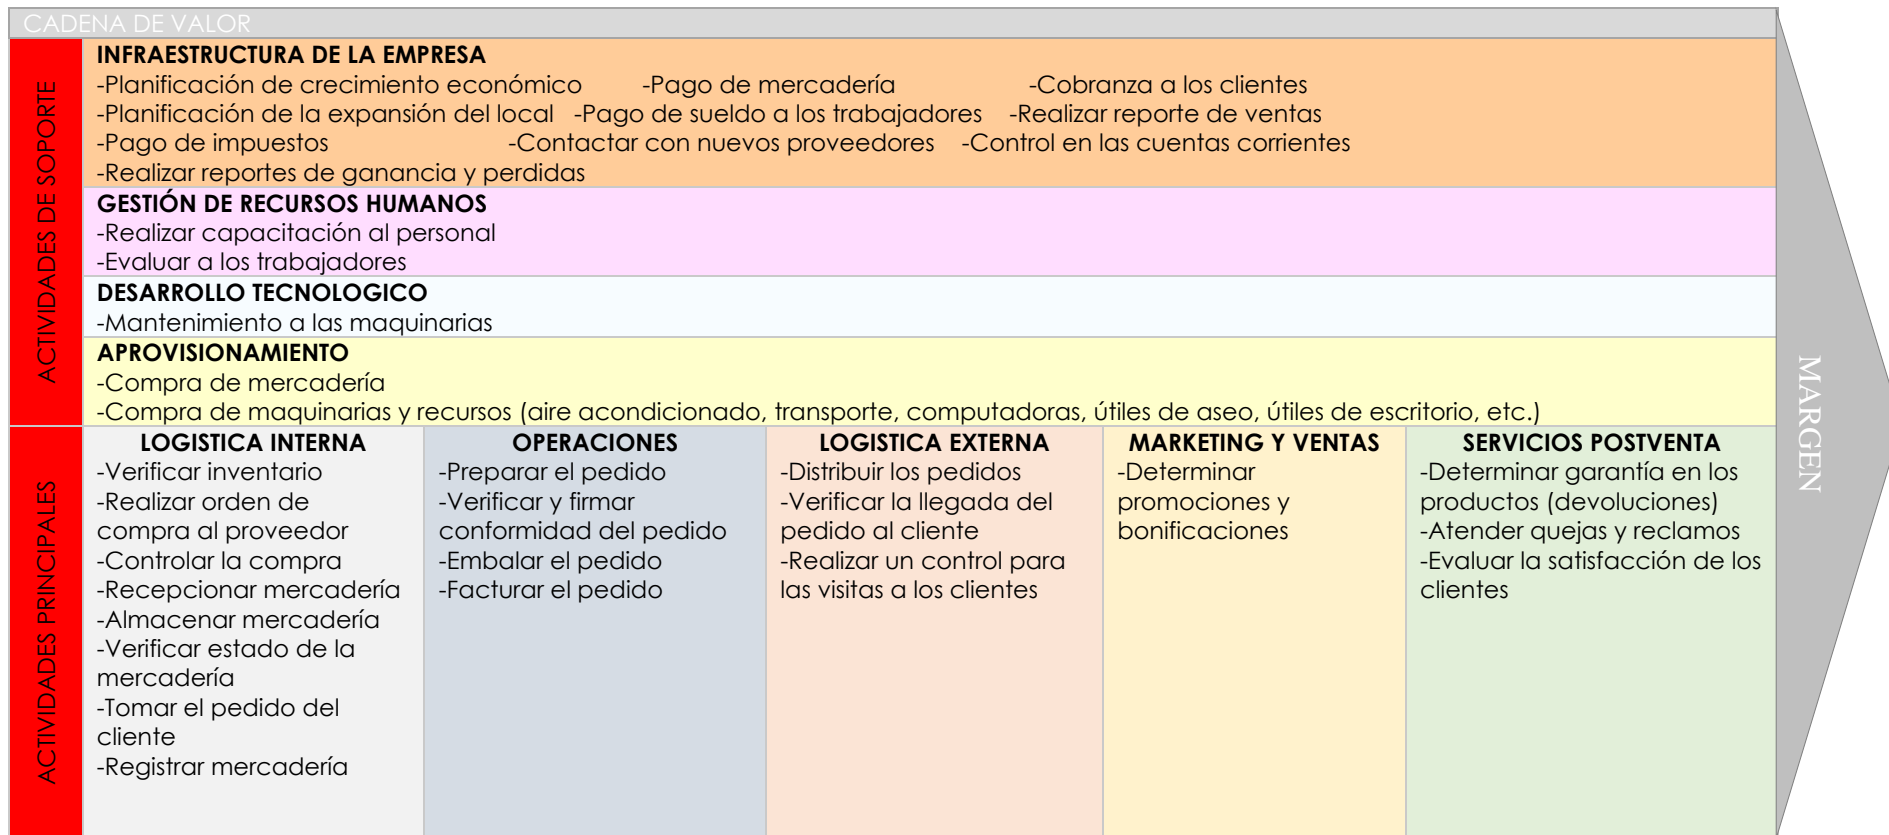 CADENA DE VALOR
ACTIVIDADES DE SOPORTE
INFRAESTRUCTURA DE LA EMPRESA
-Planificación de crecimiento económico -Pago de mercadería -Cobranza a los clientes
-Planificación de la expansión del local -Pago de sueldo a los trabajadores -Realizar reporte de ventas
-Pago de impuestos -Contactar con nuevos proveedores -Control en las cuentas corrientes
-Realizar reportes de ganancia y perdidas
GESTIÓN DE RECURSOS HUMANOS
-Realizar capacitación al personal
-Evaluar a los trabajadores
DESARROLLO TECNOLOGICO
-Mantenimiento a las maquinarias
APROVISIONAMIENTO
-Compra de mercadería
-Compra de maquinarias y recursos (aire acondicionado, transporte, computadoras, útiles de aseo, útiles de escritorio, etc.)
ACTIVIDADES PRINCIPALES
LOGISTICA INTERNA
-Verificar inventario
-Realizar orden de
compra al proveedor
-Controlar la compra
-Recepcionar mercadería
-Almacenar mercadería
-Verificar estado de la
mercadería
-Tomar el pedido del
cliente
-Registrar mercadería
OPERACIONES
-Preparar el pedido
-Verificar y firmar
conformidad del pedido
-Embalar el pedido
-Facturar el pedido
LOGISTICA EXTERNA
-Distribuir los pedidos
-Verificar la llegada del
pedido al cliente
-Realizar un control para
las visitas a los clientes
MARKETING Y VENTAS
-Determinar
promociones y
bonificaciones
SERVICIOS POSTVENTA
-Determinar garantía en los
productos (devoluciones)
-Atender quejas y reclamos
-Evaluar la satisfacción de los
clientes
MARGEN